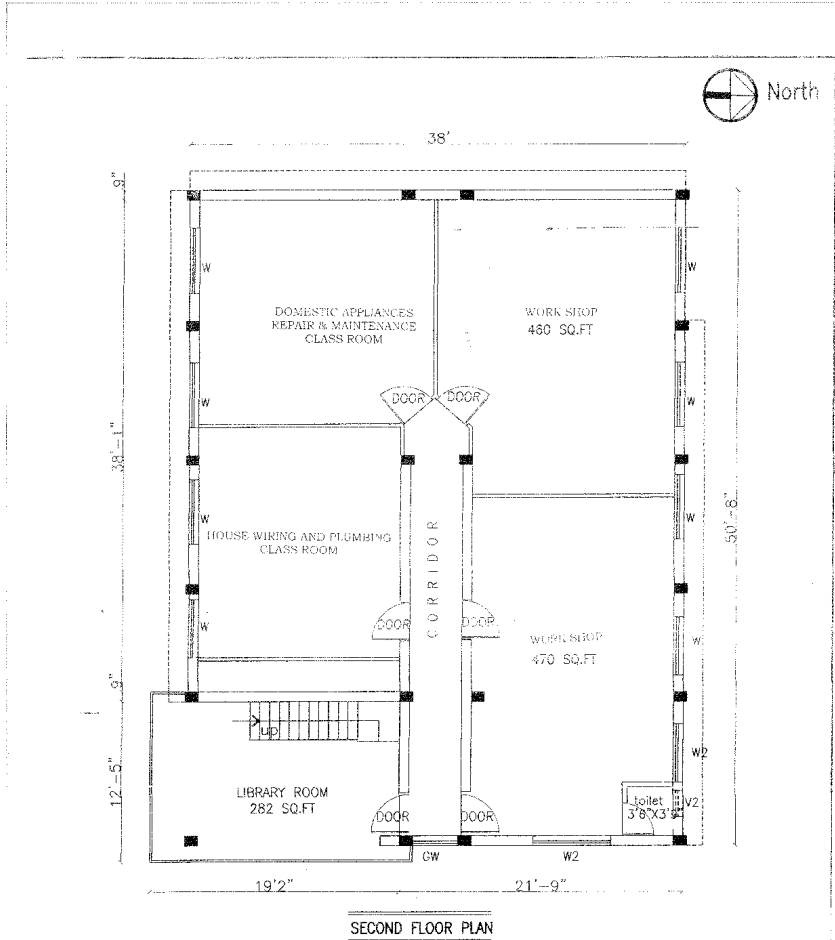 North
38'
9"
W
W
DOMESTIC APPLIANCES
REPAIR & MAINTENANCE
CLASS ROOM
WORK SHOP
460 SQ.FT
DOOR
DOOR
W
W
38'-1"
50'-8"
W
W
HOUSE WIRING AND PLUMBING
CLASS ROOM
CORRIDOR
DOOR
DOOR
W
W
WORK SHOP
470 SQ.FT
9"
up
W2
12'-5"
LIBRARY ROOM
282 SQ.FT
toilet
V2
DOOR
DOOR
GW
W2
19'2"
21'-9"
SECOND FLOOR PLAN